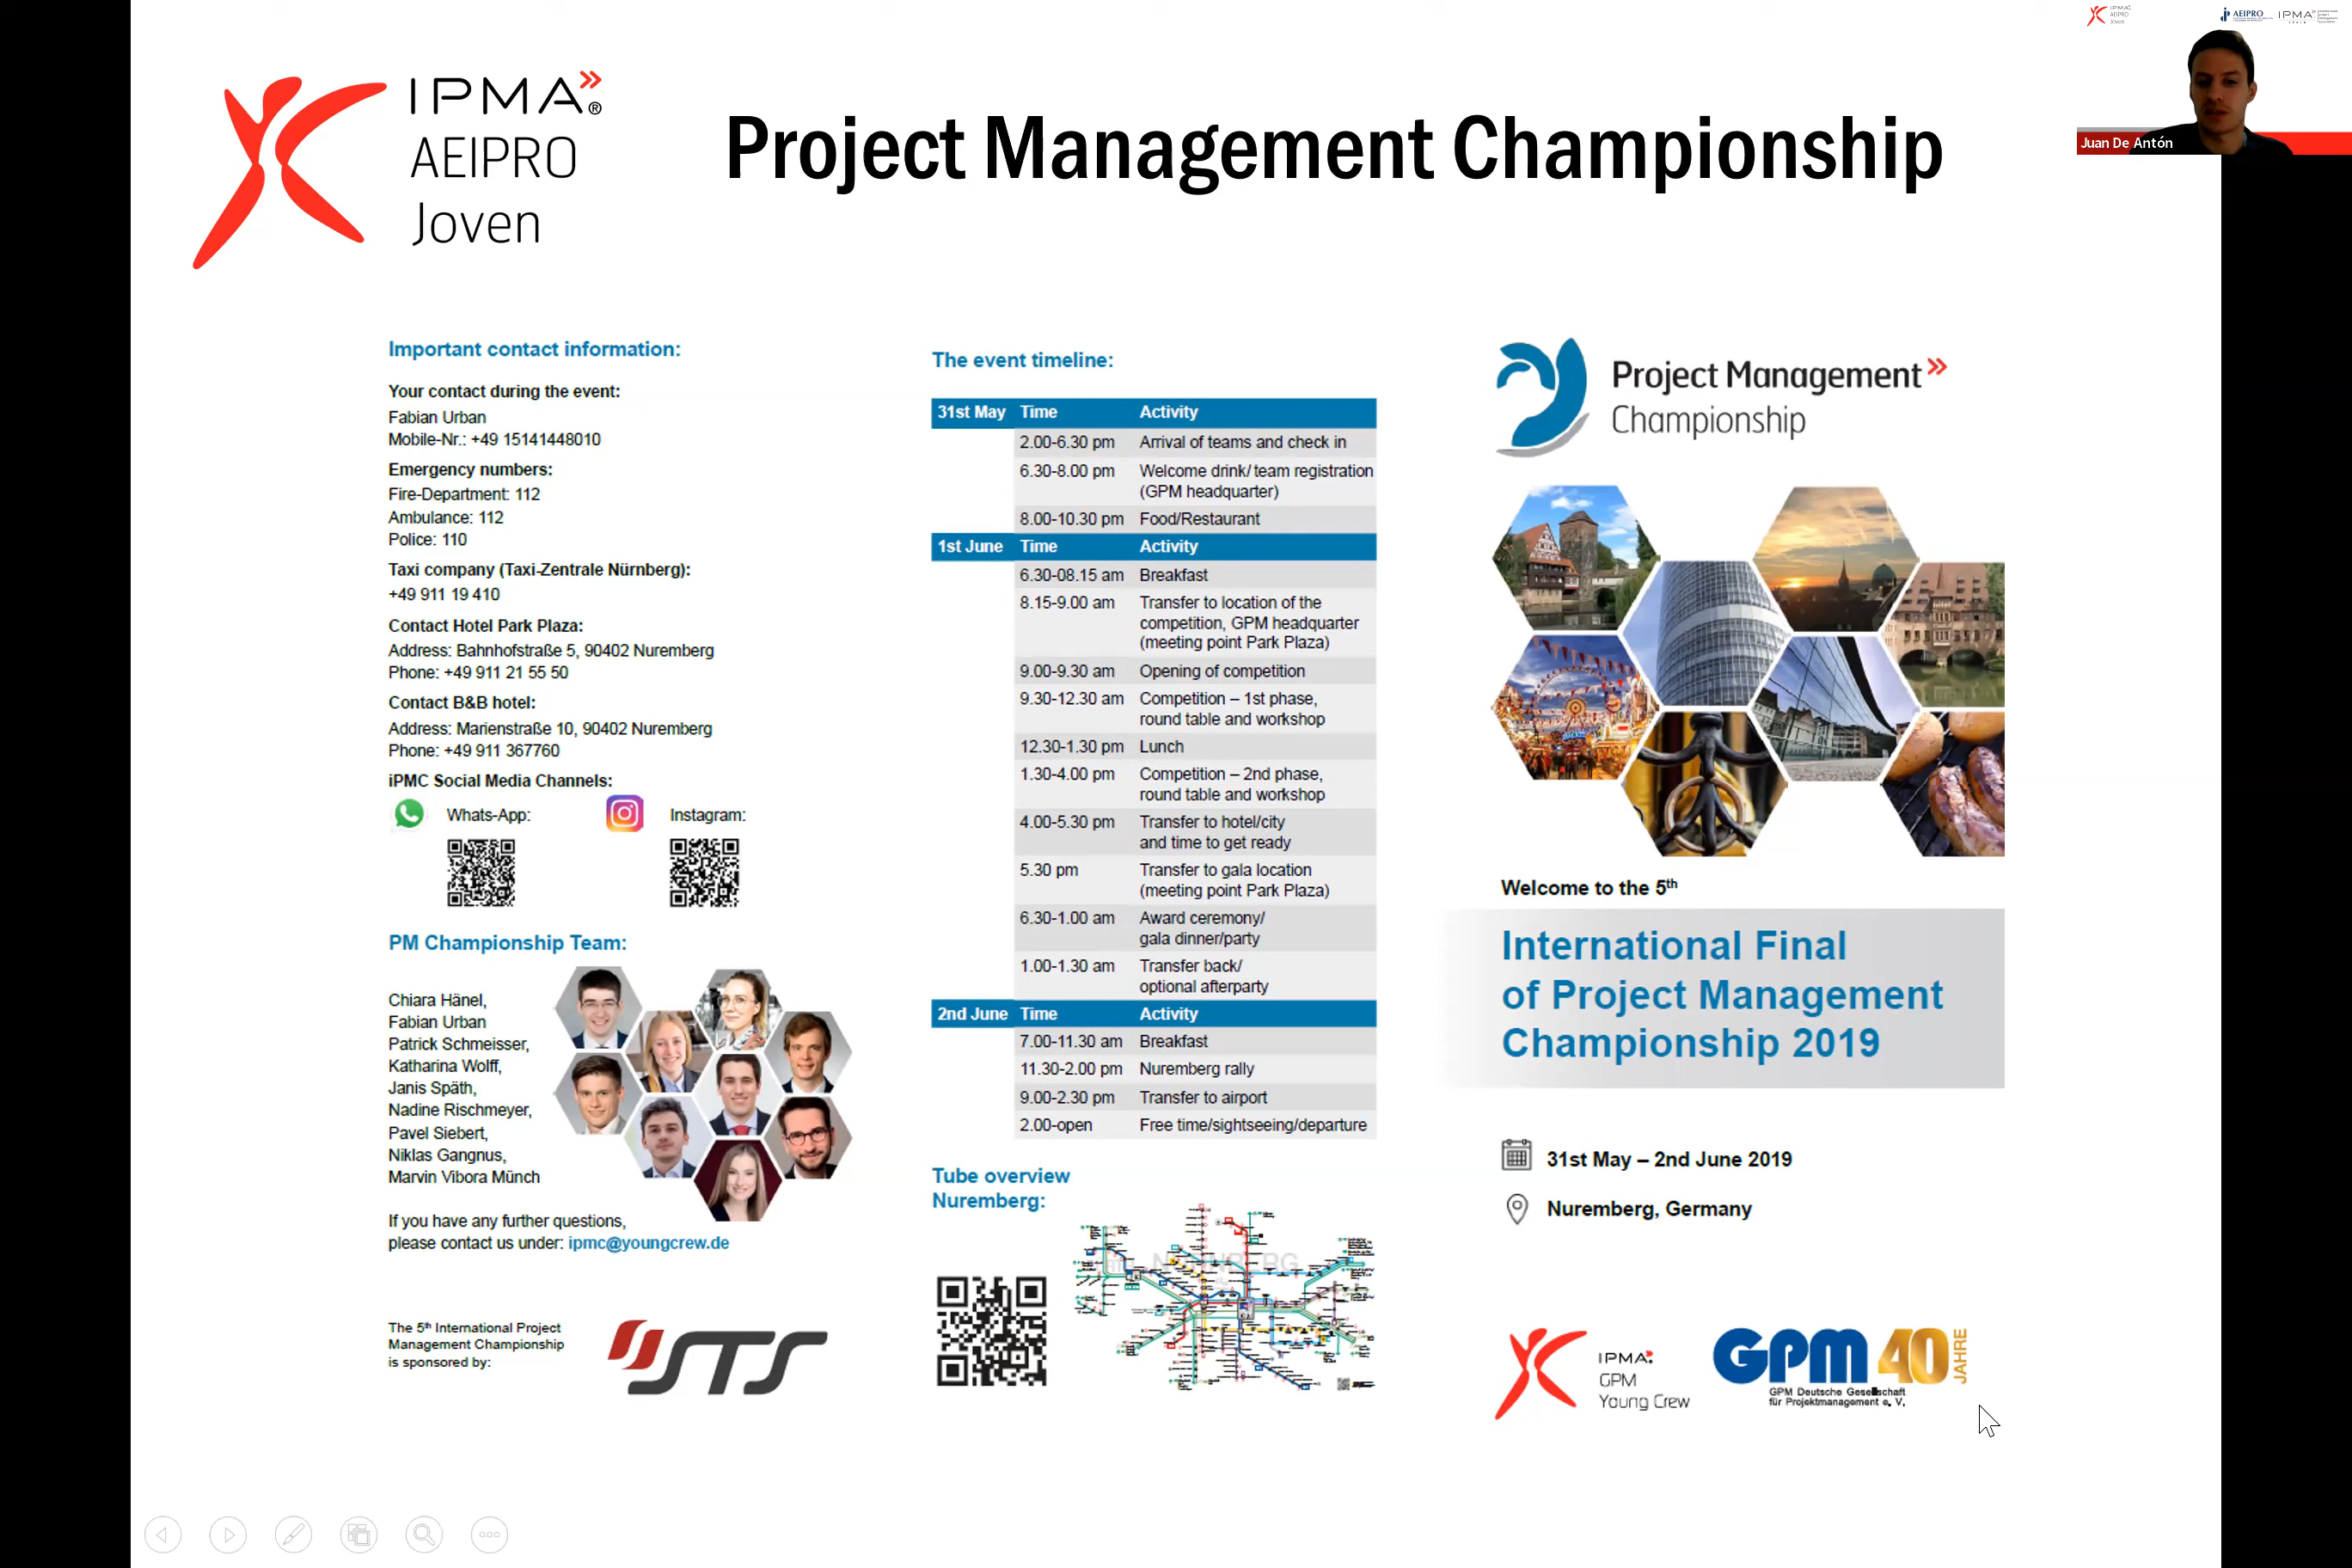 IPMA®
AEIPRO
Joven
Project Management Championship
IPMA
AEIPRO
Joven
AEIPRO
IPMA
Juan De Antón
Important contact information:
Your contact during the event:
Fabian Urban
Mobile-Nr.: +49 15141448010
Emergency numbers:
Fire-Department: 112
Ambulance: 112
Police: 110
Taxi company (Taxi-Zentrale Nürnberg):
+49 911 19 410
Contact Hotel Park Plaza:
Address: Bahnhofstraße 5, 90402 Nuremberg
Phone: +49 911 21 55 50
Contact B&B hotel:
Address: Marienstraße 10, 90402 Nuremberg
Phone: +49 911 367760
iPMC Social Media Channels:
Whats-App: Instagram:
PM Championship Team:
Chiara Hänel,
Fabian Urban
Patrick Schmeisser,
Katharina Wolff,
Janis Späth,
Nadine Rischmeyer,
Pavel Siebert,
Niklas Gangnus,
Marvin Vibora Münch
If you have any further questions,
please contact us under: ipmc@youngcrew.de
The 5th International Project
Management Championship
is sponsored by:
STS
The event timeline:
31st May Time Activity
2.00-6.30 pm Arrival of teams and check in
6.30-8.00 pm Welcome drink/ team registration
(GPM headquarter)
8.00-10.30 pm Food/Restaurant
1st June Time Activity
6.30-08.15 am Breakfast
8.15-9.00 am Transfer to location of the
competition, GPM headquarter
(meeting point Park Plaza)
9.00-9.30 am Opening of competition
9.30-12.30 am Competition – 1st phase,
round table and workshop
12.30-1.30 pm Lunch
1.30-4.00 pm Competition – 2nd phase,
round table and workshop
4.00-5.30 pm Transfer to hotel/city
and time to get ready
5.30 pm Transfer to gala location
(meeting point Park Plaza)
6.30-1.00 am Award ceremony/
gala dinner/party
1.00-1.30 am Transfer back/
optional afterparty
2nd June Time Activity
7.00-11.30 am Breakfast
11.30-2.00 pm Nuremberg rally
9.00-2.30 pm Transfer to airport
2.00-open Free time/sightseeing/departure
Tube overview
Nuremberg:
Project Management
Championship
Welcome to the 5th
International Final
of Project Management
Championship 2019
31st May – 2nd June 2019
Nuremberg, Germany
IPMA
GPM
Young Crew
GPM 40 JAHRE
GPM Deutsche Gesellschaft
für Projektmanagement e. V.